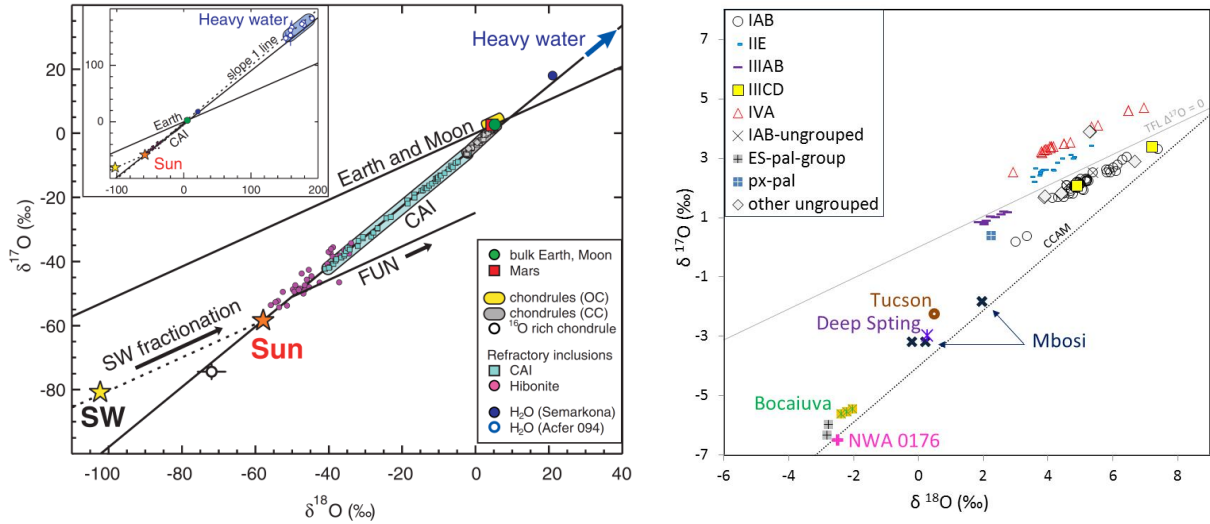 Heavy water
slope 1 line
100
0
Earth
CAI
Sun
-100
0
100
200
Heavy water
20
0
-20
-40
-60
-80
δ17O (‰)
Earth and Moon
CAI
FUN
SW fractionation
Sun
SW
bulk Earth, Moon
Mars
chondrules (OC)
chondrules (CC)
16O rich chondrule
Refractory inclusions
CAI
Hibonite
H2O (Semarkona)
H2O (Acfer 094)
-100
-80
-60
-40
-20
0
20
40
δ18O (‰)
7
5
3
1
-1
-3
-5
-7
δ 17O (‰)
IAB
IIE
IIIAB
IIICD
IVA
IAB-ungrouped
ES-pal-group
px-pal
other ungrouped
TFL Δ17O = 0
CCAM
Tucson
Deep Spting
Mbosi
Bocaiuva
NWA 0176
-6
-4
-2
0
2
4
6
8
δ 18O (‰)